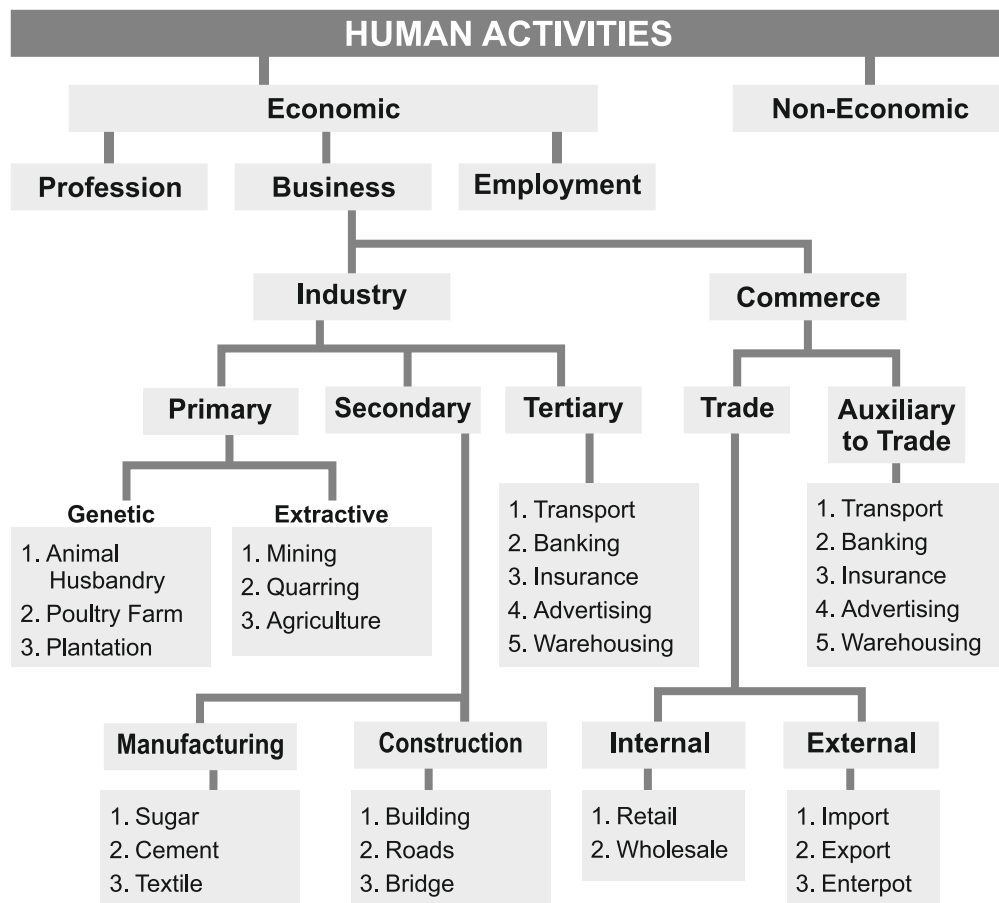 HUMAN ACTIVITIES
Economic
Non-Economic
Profession
Business
Employment
Industry
Commerce
Primary
Secondary
Tertiary
Trade
Auxiliary
to Trade
Genetic
1. Animal
Husbandry
2. Poultry Farm
3. Plantation
Extractive
1. Mining
2. Quarring
3. Agriculture
1. Transport
2. Banking
3. Insurance
4. Advertising
5. Warehousing
1. Transport
2. Banking
3. Insurance
4. Advertising
5. Warehousing
Manufacturing
1. Sugar
2. Cement
3. Textile
Construction
1. Building
2. Roads
3. Bridge
Internal
1. Retail
2. Wholesale
External
1. Import
2. Export
3. Enterpot